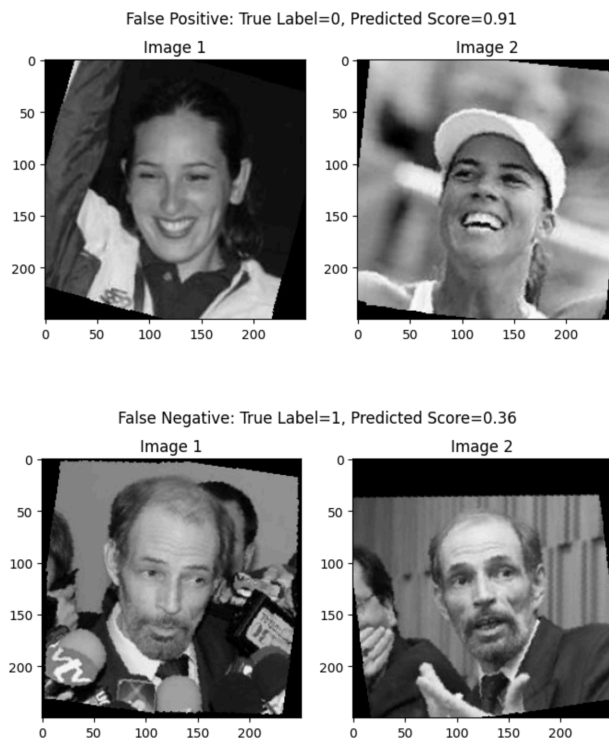 False Positive: True Label=0, Predicted Score=0.91
Image 1 Image 2
0 0
50 50
100 100
150 150
200 200
0 50 100 150 200 0 50 100 150 200
False Negative: True Label=1, Predicted Score=0.36
Image 1 Image 2
0 0
50 50
100 100
150 150
200 200
0 50 100 150 200 0 50 100 150 200